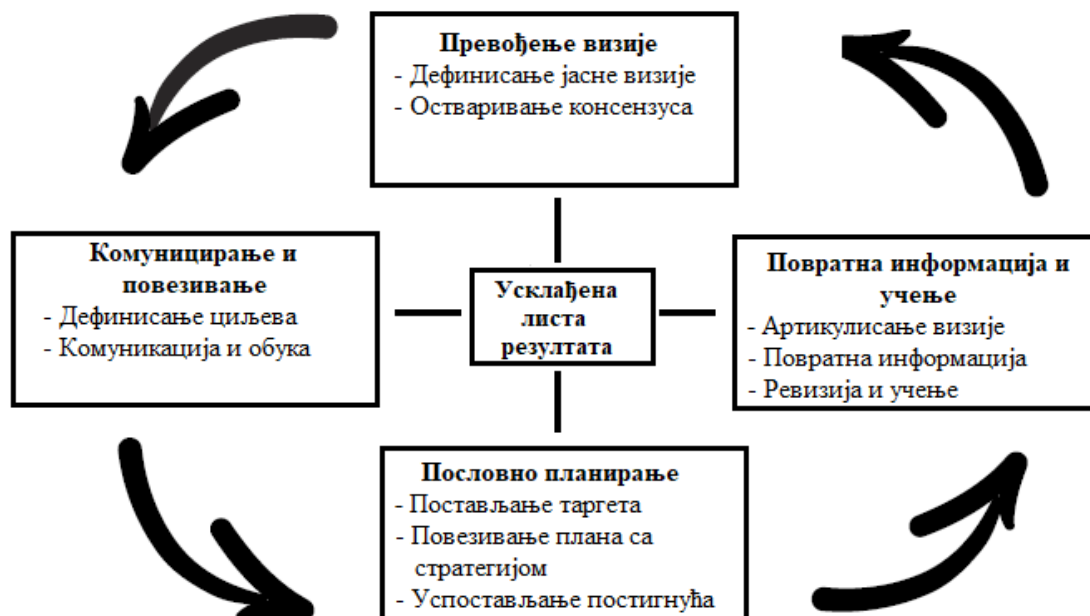 Превођење визије
- Дефинисање јасне визије
- Остваривање консензуса
Комуницирање и
повезивање
- Дефинисање циљева
- Комуникација и обука
Усклађена
листа
резултата
Повратна информација и
учење
- Артикулисање визије
- Повратна информација
- Ревизија и учење
Пословно планирање
- Постављање таргета
- Повезивање плана са
стратегијом
- Успостављање постигнућа